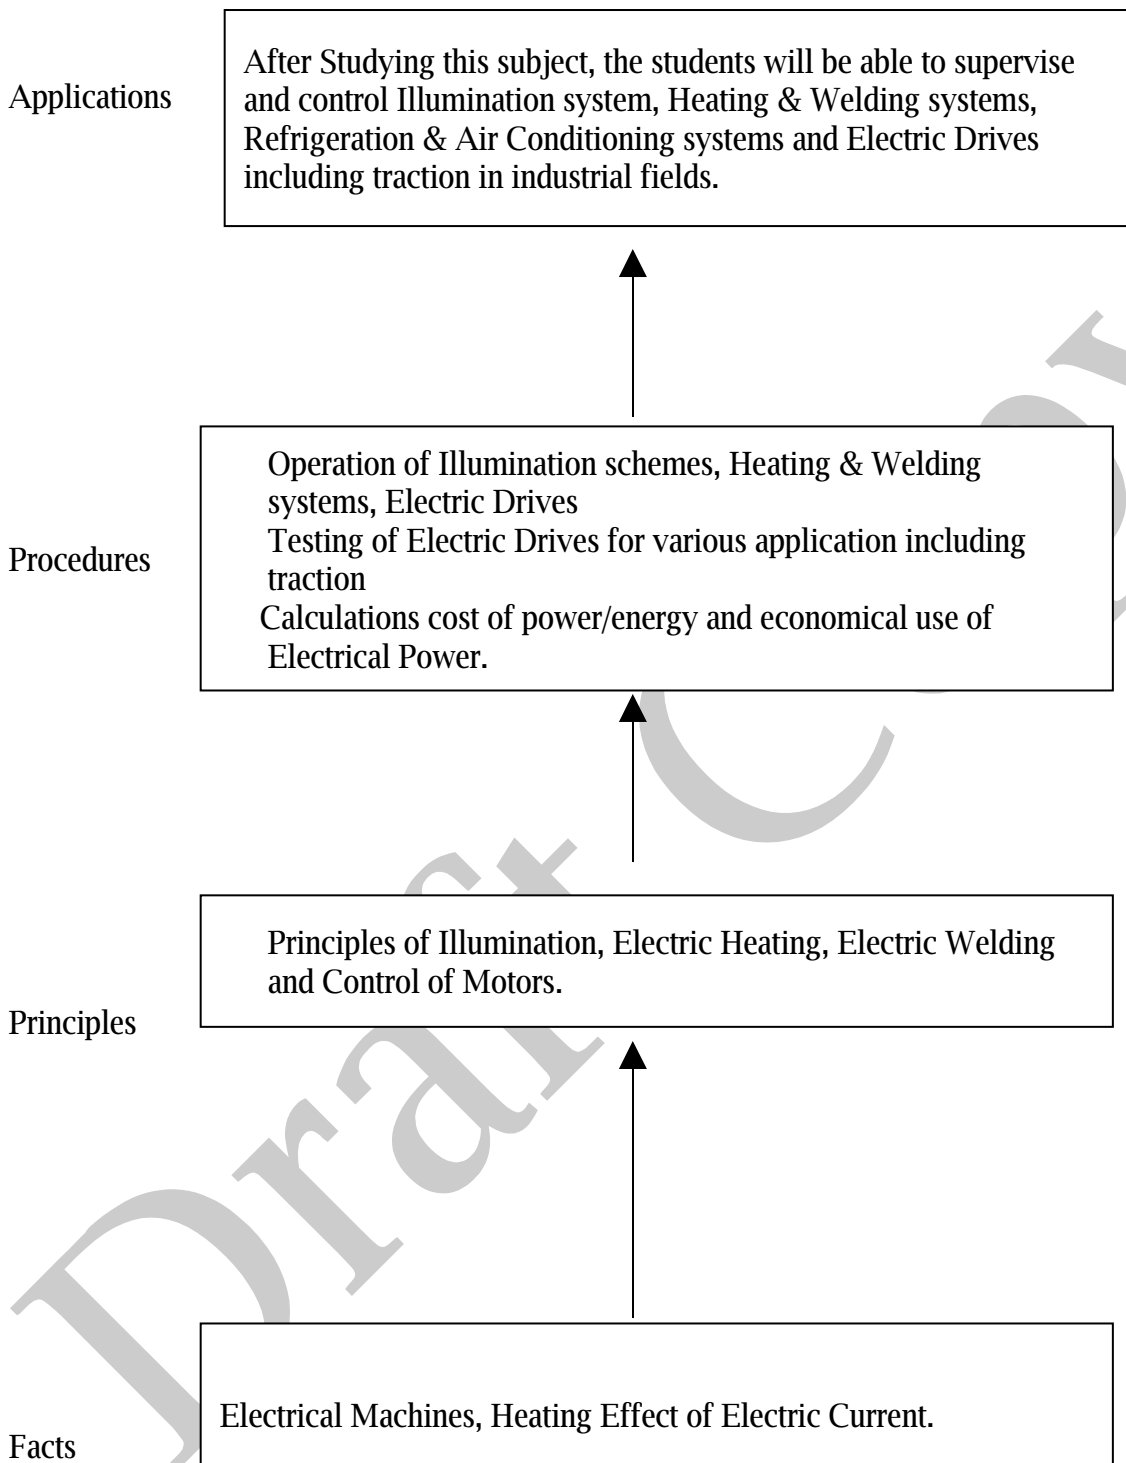 Applications
After Studying this subject, the students will be able to supervise
and control Illumination system, Heating & Welding systems,
Refrigeration & Air Conditioning systems and Electric Drives
including traction in industrial fields.
Procedures
Operation of Illumination schemes, Heating & Welding
systems, Electric Drives
Testing of Electric Drives for various application including
traction
Calculations cost of power/energy and economical use of
Electrical Power.
Principles
Principles of Illumination, Electric Heating, Electric Welding
and Control of Motors.
Facts
Electrical Machines, Heating Effect of Electric Current.
Draft Copy